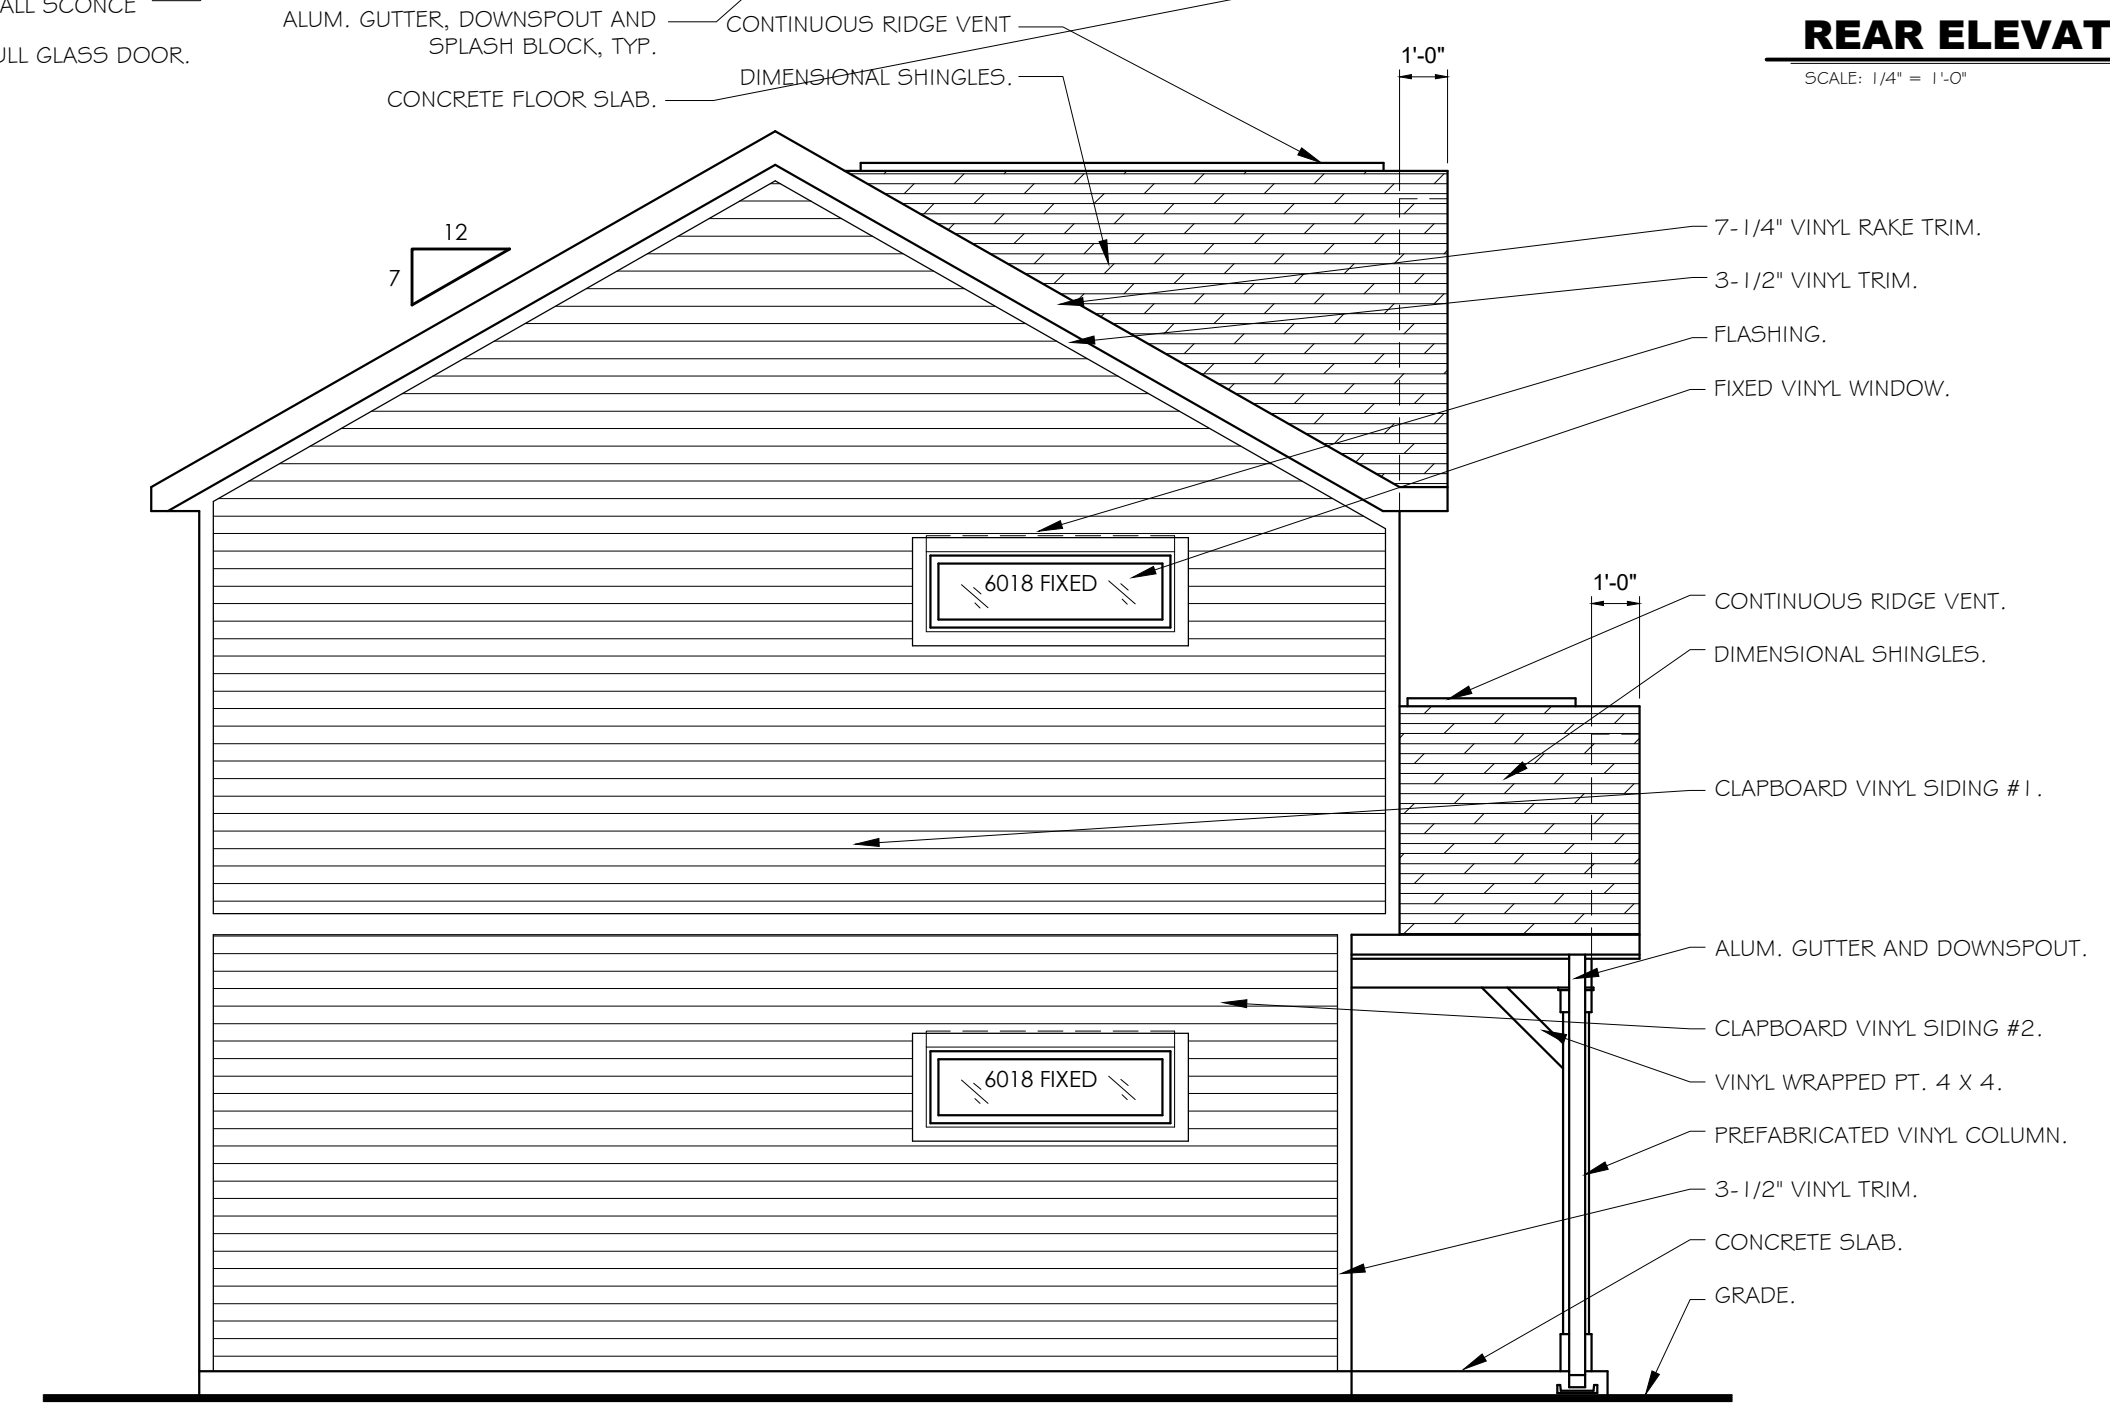 ALL SCONCE
ULL GLASS DOOR.
ALUM. GUTTER, DOWNSPOUT AND
SPLASH BLOCK, TYP.
CONCRETE FLOOR SLAB.
CONTINUOUS RIDGE VENT
DIMENSIONAL SHINGLES.
1'-0"
REAR ELEVAT
SCALE: 1/4" = 1'-0"
12
7
7-1/4" VINYL RAKE TRIM.
3-1/2" VINYL TRIM.
FLASHING.
FIXED VINYL WINDOW.
6018 FIXED
1'-0"
CONTINUOUS RIDGE VENT.
DIMENSIONAL SHINGLES.
CLAPBOARD VINYL SIDING #1.
ALUM. GUTTER AND DOWNSPOUT.
CLAPBOARD VINYL SIDING #2.
6018 FIXED
VINYL WRAPPED PT. 4 X 4.
PREFABRICATED VINYL COLUMN.
3-1/2" VINYL TRIM.
CONCRETE SLAB.
GRADE.